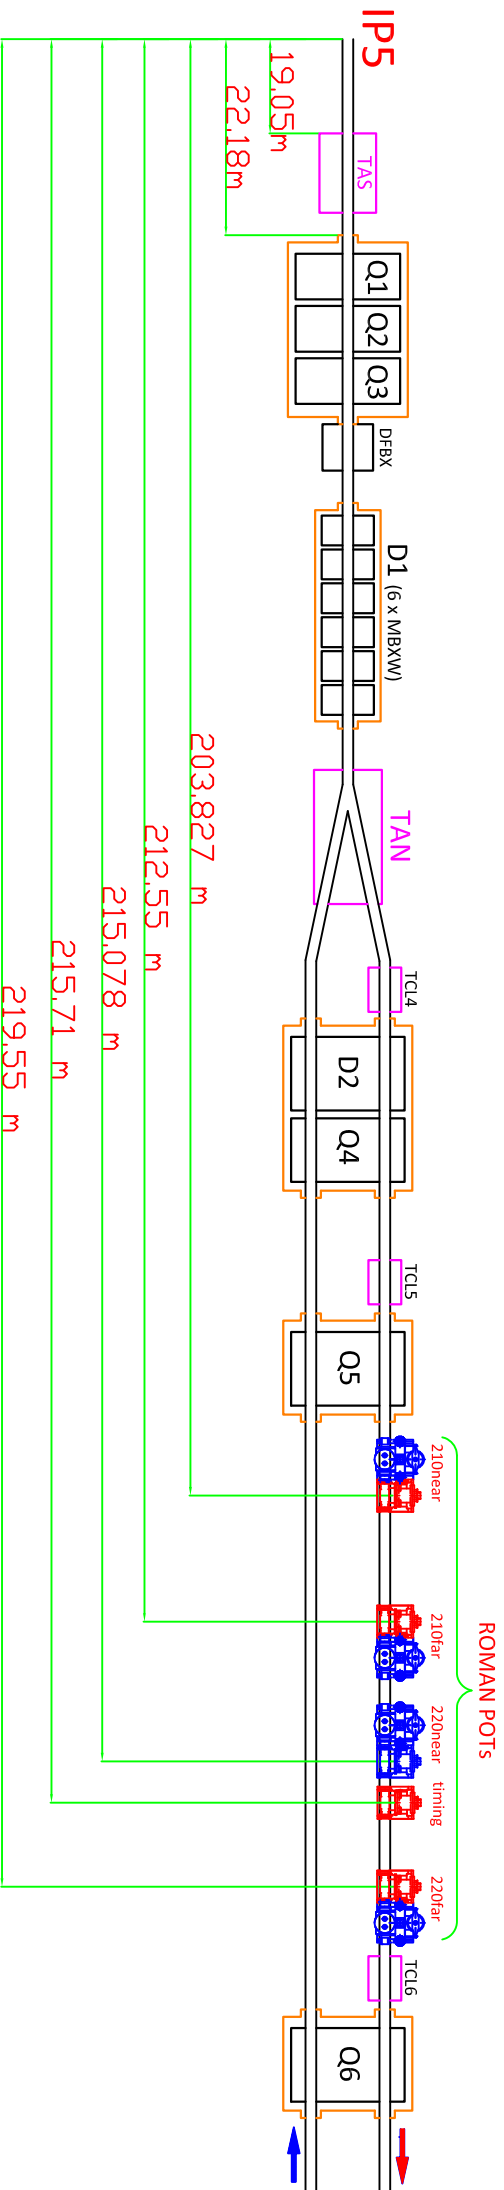 IP5
19,05m
22,18m
TAS
Q1
Q2
Q3
DFBX
D1 (6 x MBXW)
TAN
203,827 m
212,55 m
215,078 m
215,71 m
219,55 m
TCL4
D2
Q4
TCL5
Q5
ROMAN POTs
210near
210far
220near
timing
220far
TCL6
Q6